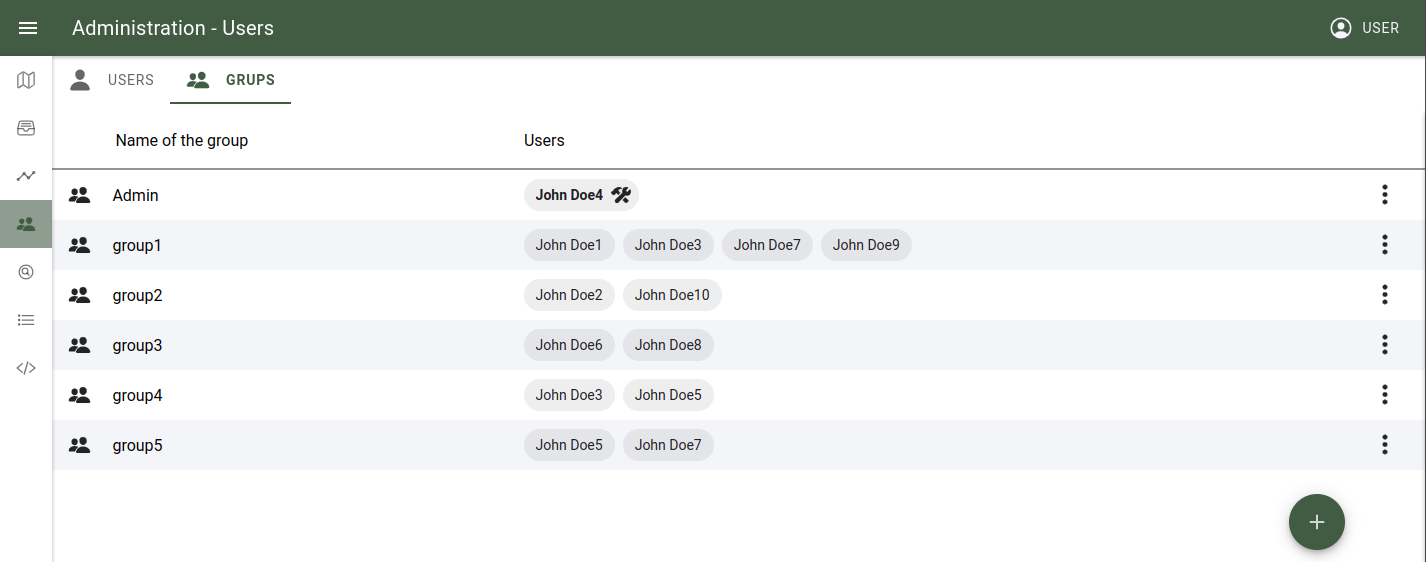 Administration - Users
USER
USERS
GRUPS
Name of the group Users
Admin John Doe4
group1 John Doe1 John Doe3 John Doe7 John Doe9
group2 John Doe2 John Doe10
group3 John Doe6 John Doe8
group4 John Doe3 John Doe5
group5 John Doe5 John Doe7